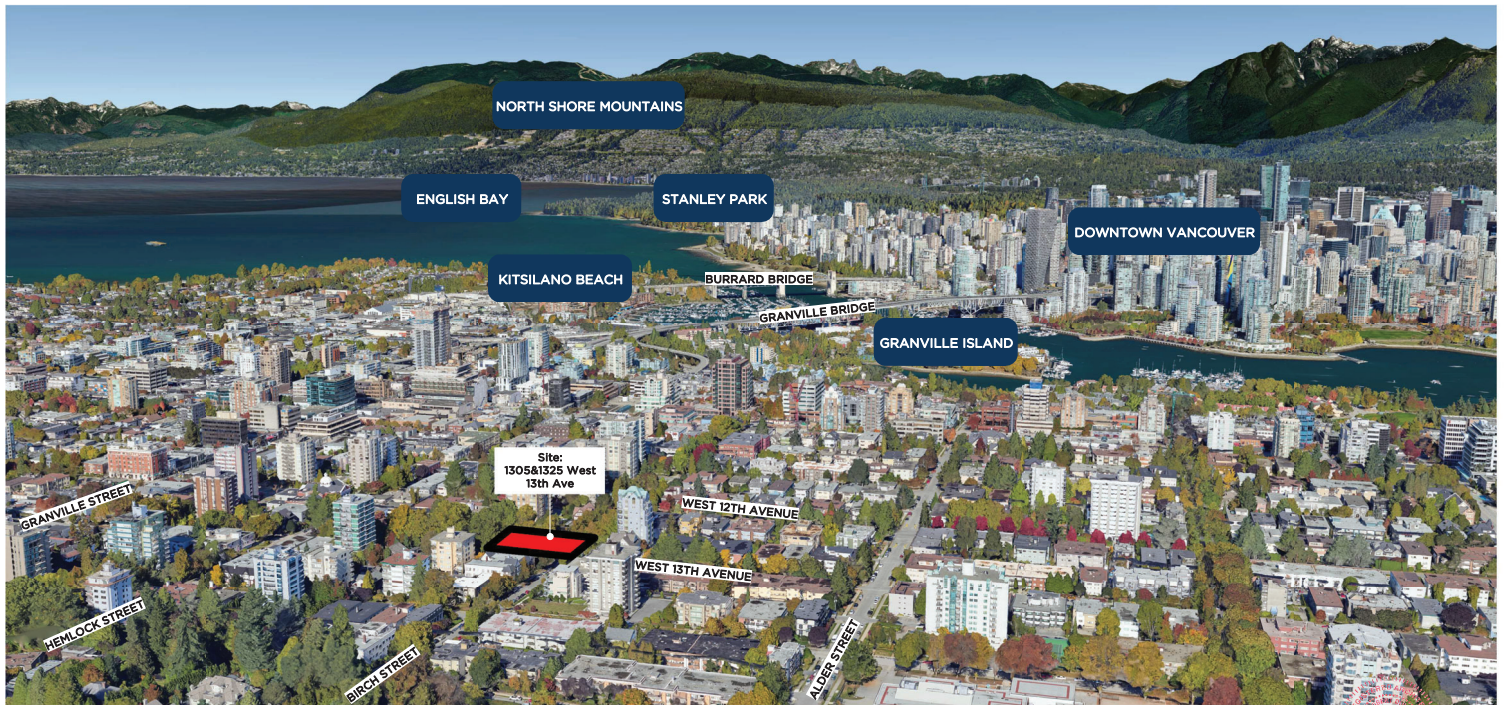 NORTH SHORE MOUNTAINS
ENGLISH BAY
STANLEY PARK
DOWNTOWN VANCOUVER
KITSILANO BEACH
BURRARD BRIDGE
GRANVILLE BRIDGE
GRANVILLE ISLAND
Site:
1305&1325 West
13th Ave
GRANVILLE STREET
WEST 12TH AVENUE
WEST 13TH AVENUE
HEMLOCK STREET
BIRCH STREET
ALDER STREET